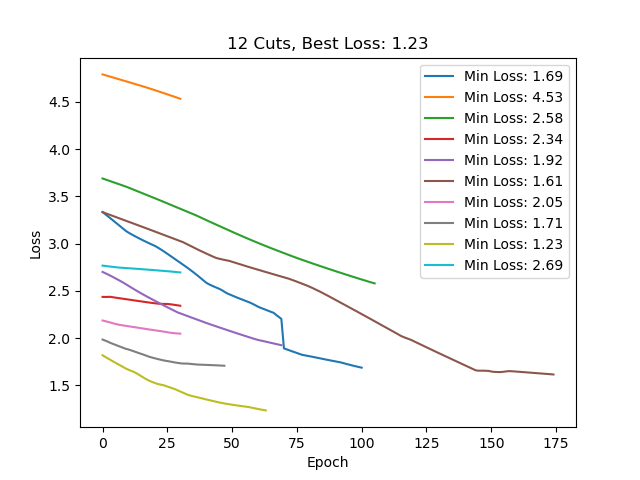 12 Cuts, Best Loss: 1.23
Min Loss: 1.69
Min Loss: 4.53
Min Loss: 2.58
Min Loss: 2.34
Min Loss: 1.92
Min Loss: 1.61
Min Loss: 2.05
Min Loss: 1.71
Min Loss: 1.23
Min Loss: 2.69
Loss
4.5
4.0
3.5
3.0
2.5
2.0
1.5
0 25 50 75 100 125 150 175
Epoch